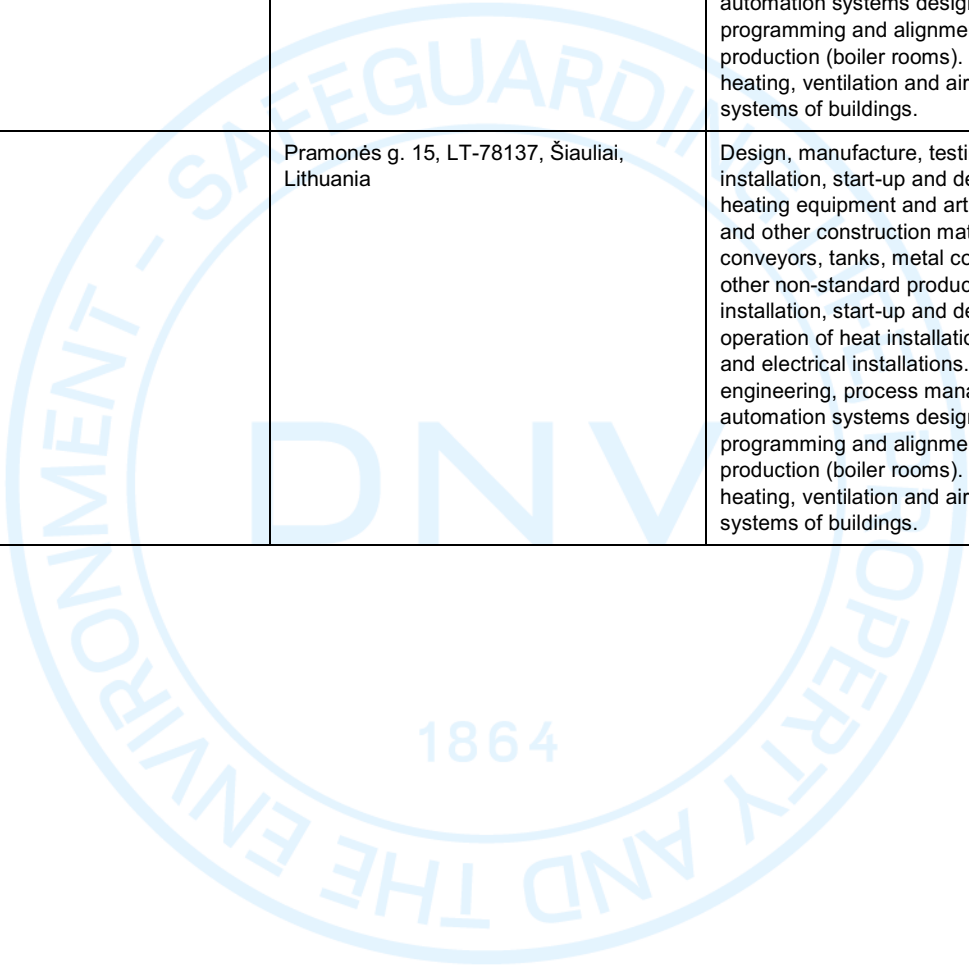 automation systems desig
programming and alignme
production (boiler rooms).
heating, ventilation and air
systems of buildings.
Pramonės g. 15, LT-78137, Šiauliai,
Lithuania
Design, manufacture, testi
installation, start-up and de
heating equipment and art
and other construction mat
conveyors, tanks, metal co
other non-standard produc
installation, start-up and de
operation of heat installatio
and electrical installations.
engineering, process mana
automation systems desig
programming and alignme
production (boiler rooms).
heating, ventilation and air
systems of buildings.
SAFEGUARDING LIFE PROPERTY AND THE ENVIRONMENT -
DNV
1864